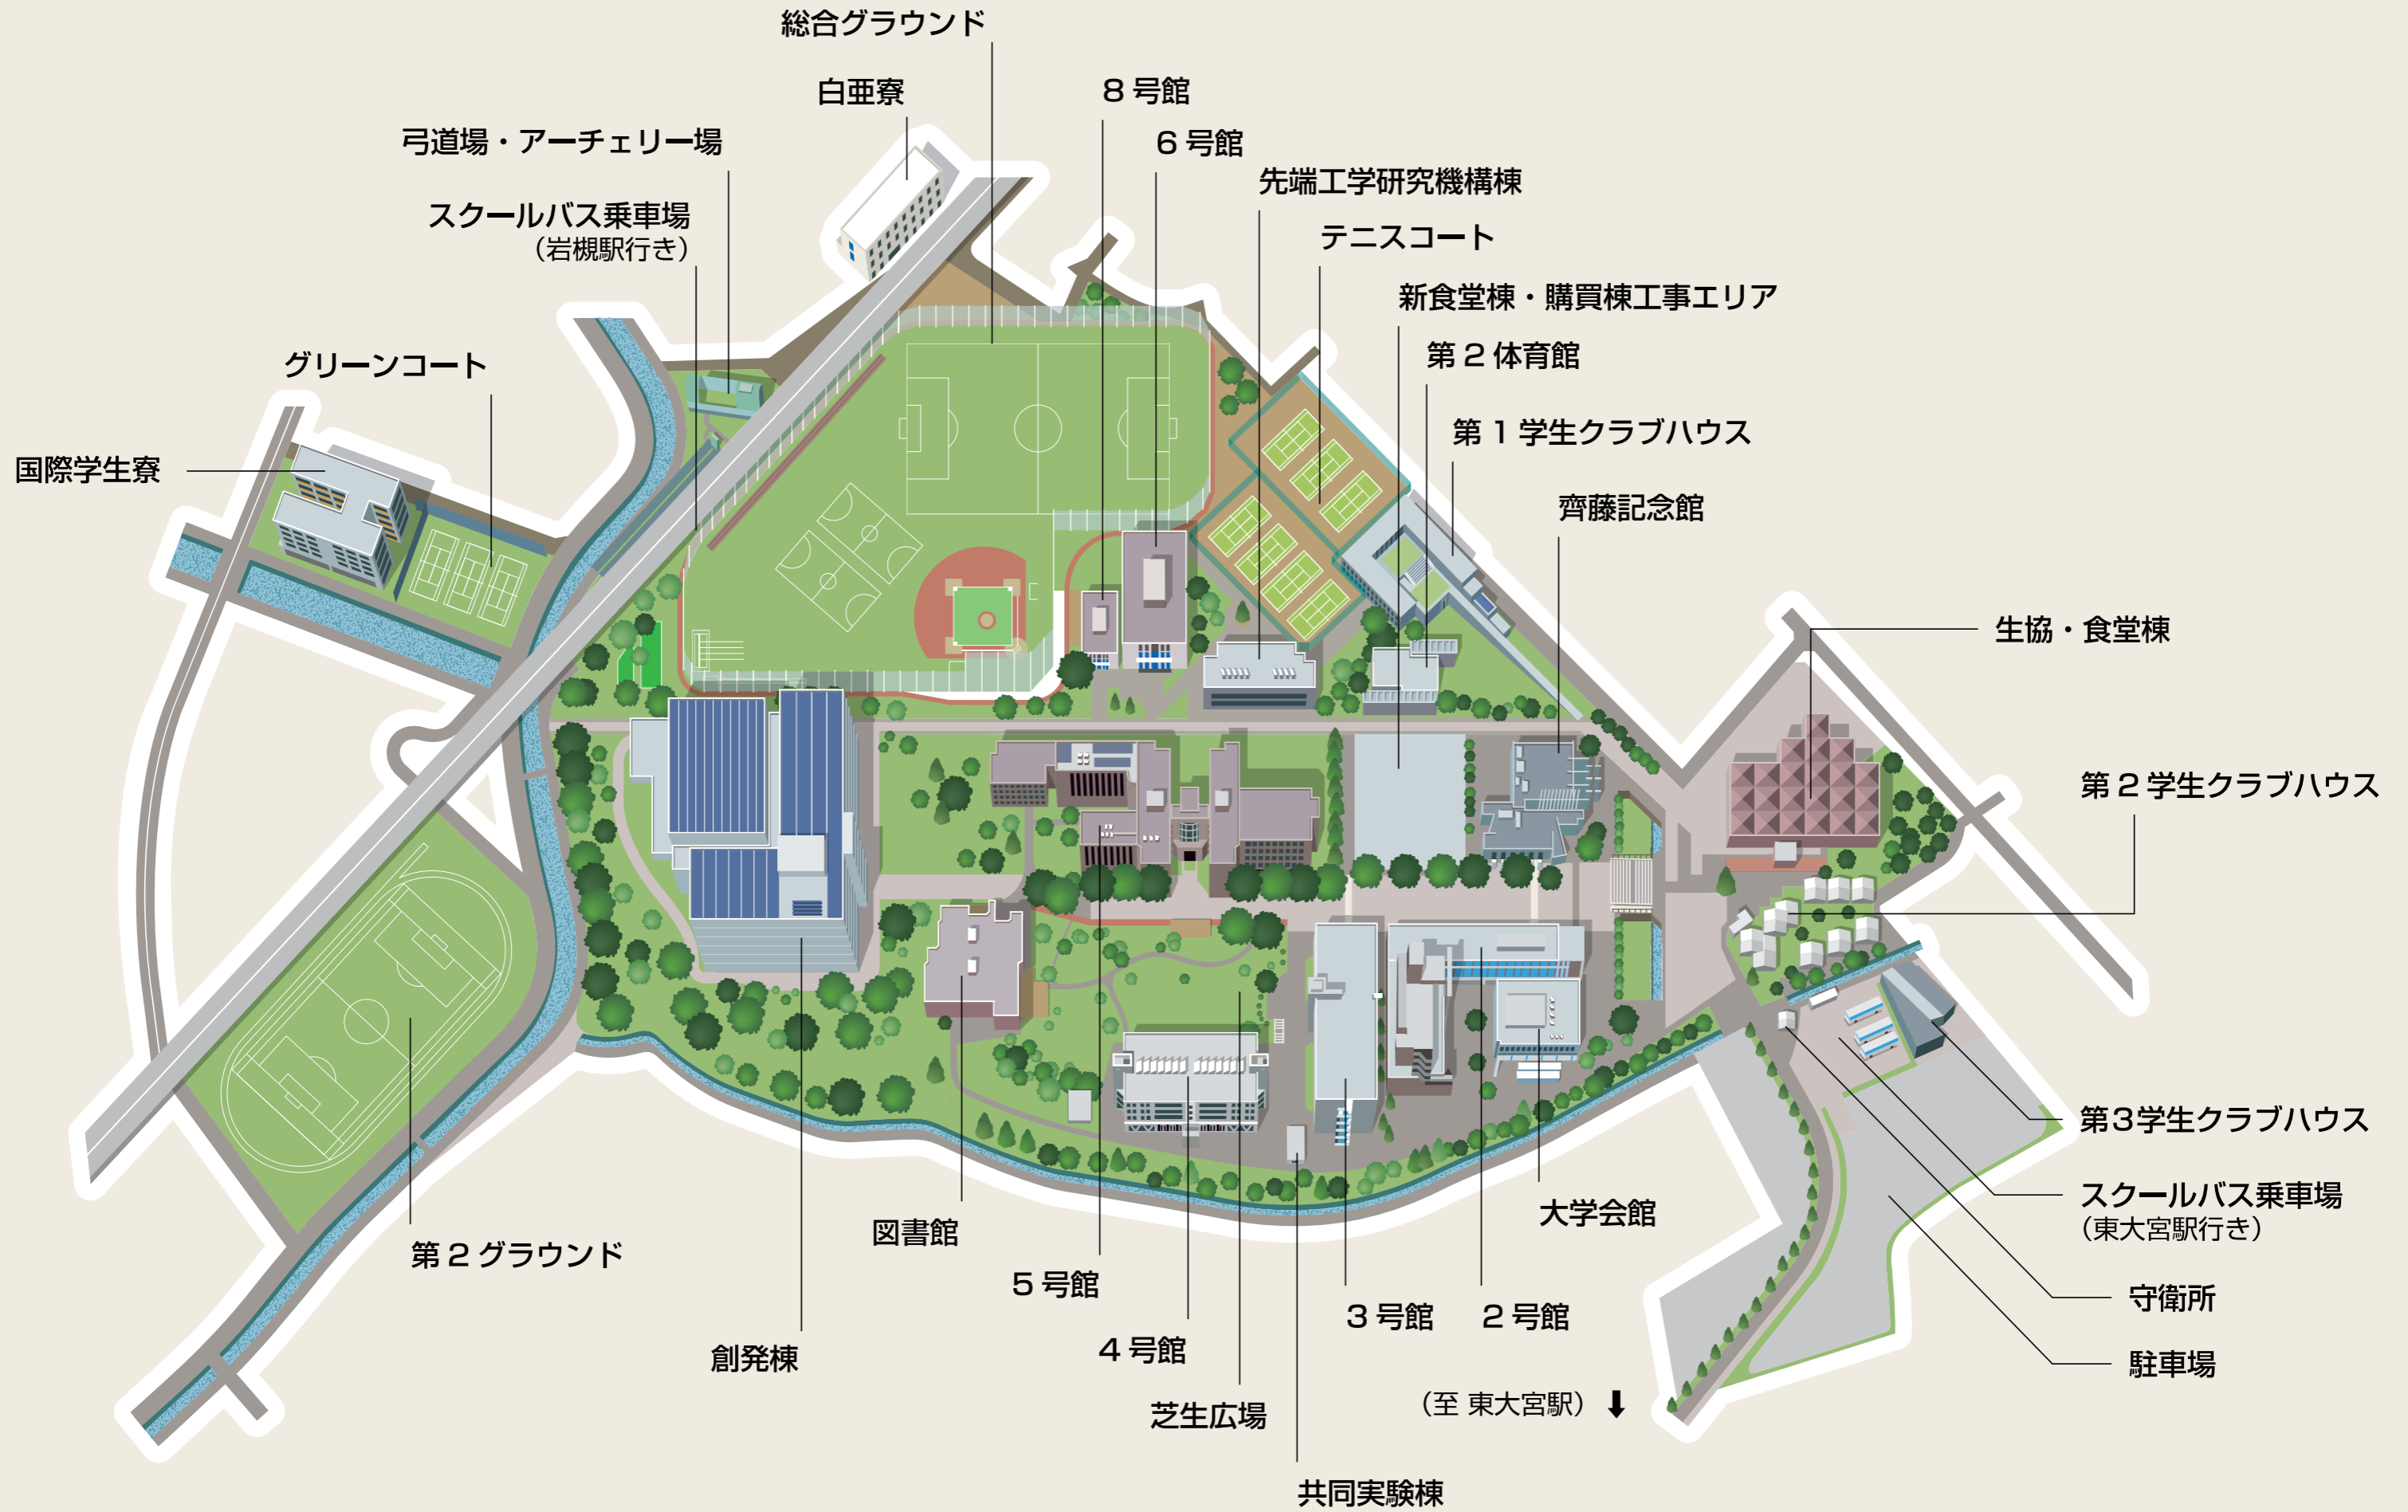 総合グラウンド
白亜寮
8 号館
弓道場・アーチェリー場
6 号館
先端工学研究機構棟
スクールバス乗車場
（岩槻駅行き）
テニスコート
新食堂棟・購買棟工事エリア
グリーンコート
第 2 体育館
第 1 学生クラブハウス
国際学生寮
齊藤記念館
生協・食堂棟
第 2 学生クラブハウス
第3学生クラブハウス
スクールバス乗車場
（東大宮駅行き）
大学会館
図書館
第 2 グラウンド
5 号館
守衛所
3 号館
2 号館
4 号館
創発棟
駐車場
（至 東大宮駅） ⬇
芝生広場
共同実験棟